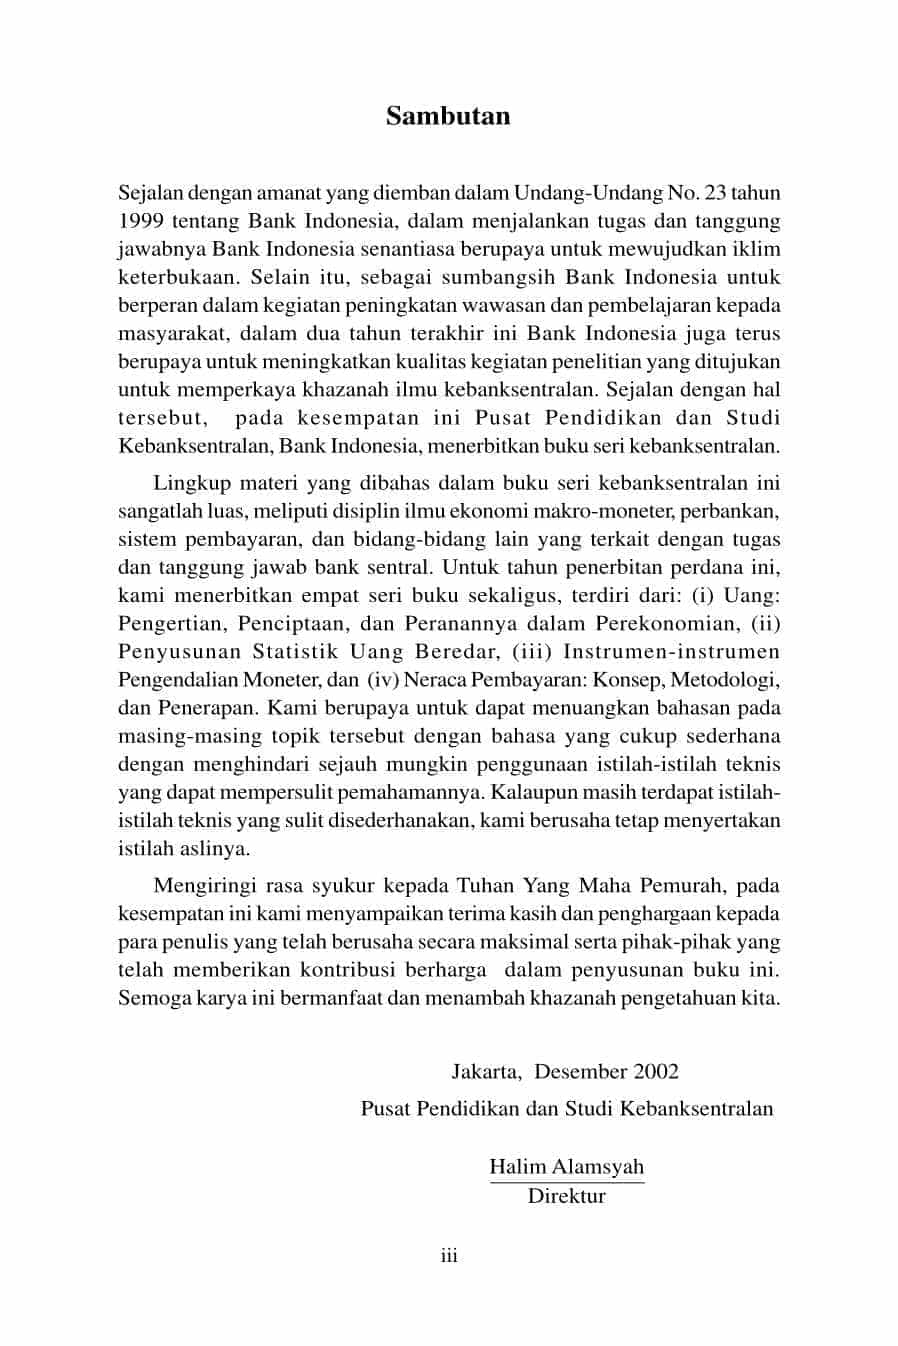 Sambutan
Sejalan dengan amanat yang diemban dalam Undang-Undang No. 23 tahun
1999 tentang Bank Indonesia, dalam menjalankan tugas dan tanggung
jawabnya Bank Indonesia senantiasa berupaya untuk mewujudkan iklim
keterbukaan. Selain itu, sebagai sumbangsih Bank Indonesia untuk
berperan dalam kegiatan peningkatan wawasan dan pembelajaran kepada
masyarakat, dalam dua tahun terakhir ini Bank Indonesia juga terus
berupaya untuk meningkatkan kualitas kegiatan penelitian yang ditujukan
untuk memperkaya khazanah ilmu kebanksentralan. Sejalan dengan hal
tersebut, pada kesempatan ini Pusat Pendidikan dan Studi
Kebanksentralan, Bank Indonesia, menerbitkan buku seri kebanksentralan.
Lingkup materi yang dibahas dalam buku seri kebanksentralan ini
sangatlah luas, meliputi disiplin ilmu ekonomi makro-moneter, perbankan,
sistem pembayaran, dan bidang-bidang lain yang terkait dengan tugas
dan tanggung jawab bank sentral. Untuk tahun penerbitan perdana ini,
kami menerbitkan empat seri buku sekaligus, terdiri dari: (i) Uang:
Pengertian, Penciptaan, dan Peranannya dalam Perekonomian, (ii)
Penyusunan Statistik Uang Beredar, (iii) Instrumen-instrumen
Pengendalian Moneter, dan (iv) Neraca Pembayaran: Konsep, Metodologi,
dan Penerapan. Kami berupaya untuk dapat menuangkan bahasan pada
masing-masing topik tersebut dengan bahasa yang cukup sederhana
dengan menghindari sejauh mungkin penggunaan istilah-istilah teknis
yang dapat mempersulit pemahamannya. Kalaupun masih terdapat istilah-
istilah teknis yang sulit disederhanakan, kami berusaha tetap menyertakan
istilah aslinya.
Mengiringi rasa syukur kepada Tuhan Yang Maha Pemurah, pada
kesempatan ini kami menyampaikan terima kasih dan penghargaan kepada
para penulis yang telah berusaha secara maksimal serta pihak-pihak yang
telah memberikan kontribusi berharga dalam penyusunan buku ini.
Semoga karya ini bermanfaat dan menambah khazanah pengetahuan kita.
Jakarta, Desember 2002
Pusat Pendidikan dan Studi Kebanksentralan
Halim Alamsyah
Direktur
iii